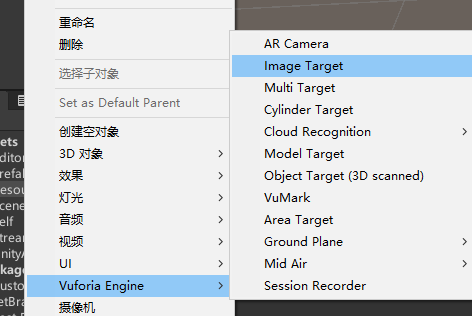 重命名
删除
选择子对象
Set as Default Parent
创建空对象
3D 对象
效果
灯光
音频
视频
UI
Vuforia Engine
摄像机
AR Camera
Image Target
Multi Target
Cylinder Target
Cloud Recognition
Model Target
Object Target (3D scanned)
VuMark
Area Target
Ground Plane
Mid Air
Session Recorder